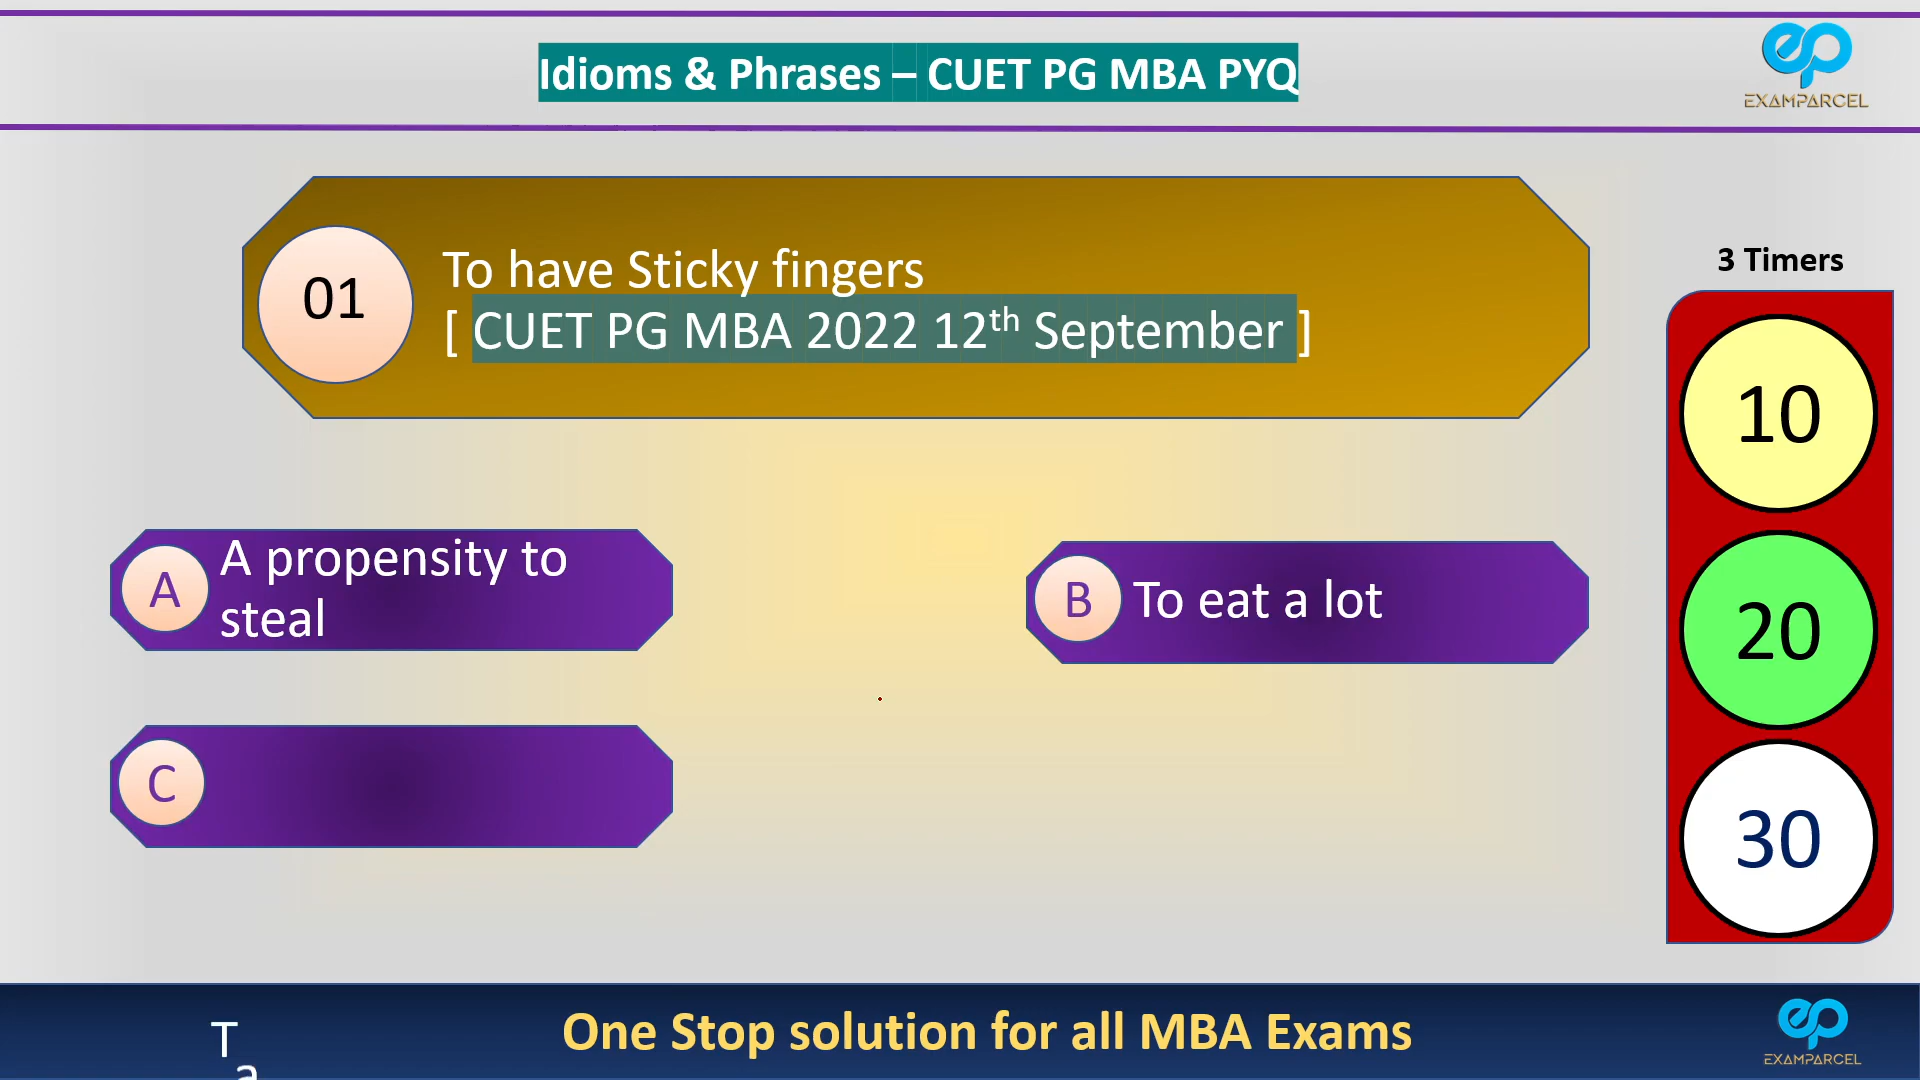 Idioms & Phrases – CUET PG MBA PYQ
EXAMPARCEL
01
To have Sticky fingers
[ CUET PG MBA 2022 12th September ]
3 Timers
10
20
30
A
A propensity to
steal
B
To eat a lot
C
T
a
One Stop solution for all MBA Exams
EXAMPARCEL